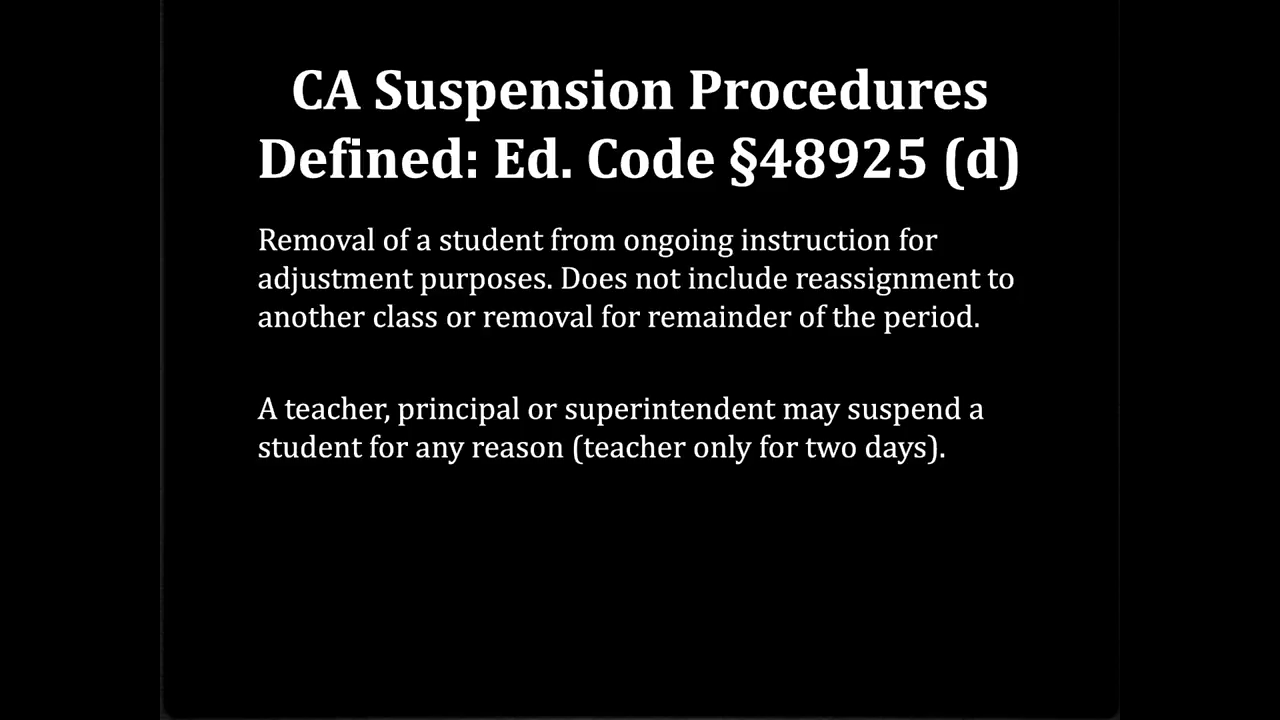 CA Suspension Procedures
Defined: Ed. Code §48925 (d)
Removal of a student from ongoing instruction for
adjustment purposes. Does not include reassignment to
another class or removal for remainder of the period.
A teacher, principal or superintendent may suspend a
student for any reason (teacher only for two days).